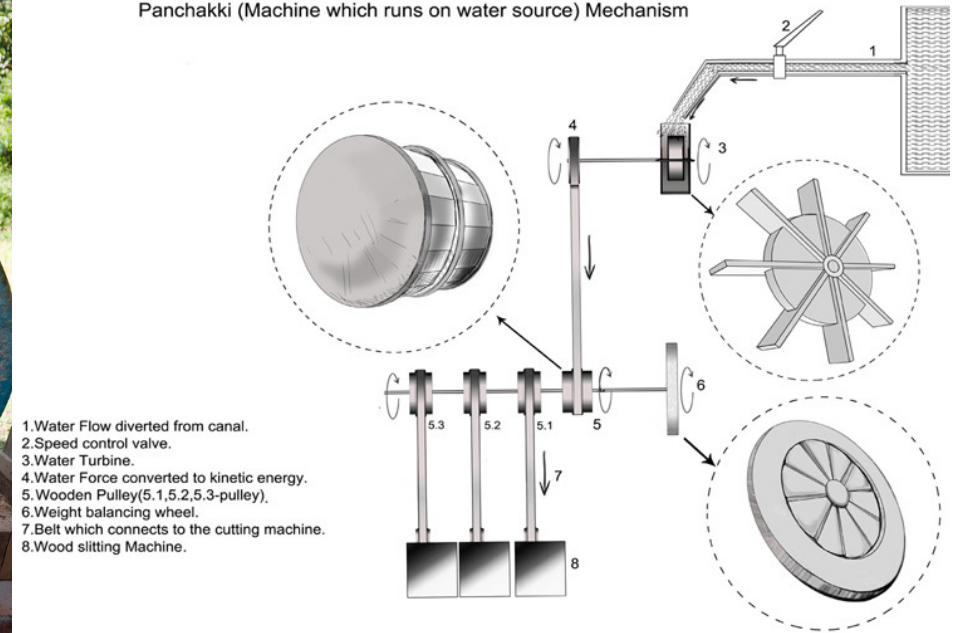 Panchakki (Machine which runs on water source) Mechanism
2
1
4
3
6
5.3
5.2
5.1
5
7
8
1.Water Flow diverted from canal.
2.Speed control valve.
3.Water Turbine.
4.Water Force converted to kinetic energy.
5.Wooden Pulley(5.1,5.2,5.3-pulley).
6.Weight balancing wheel.
7.Belt which connects to the cutting machine.
8.Wood slitting Machine.